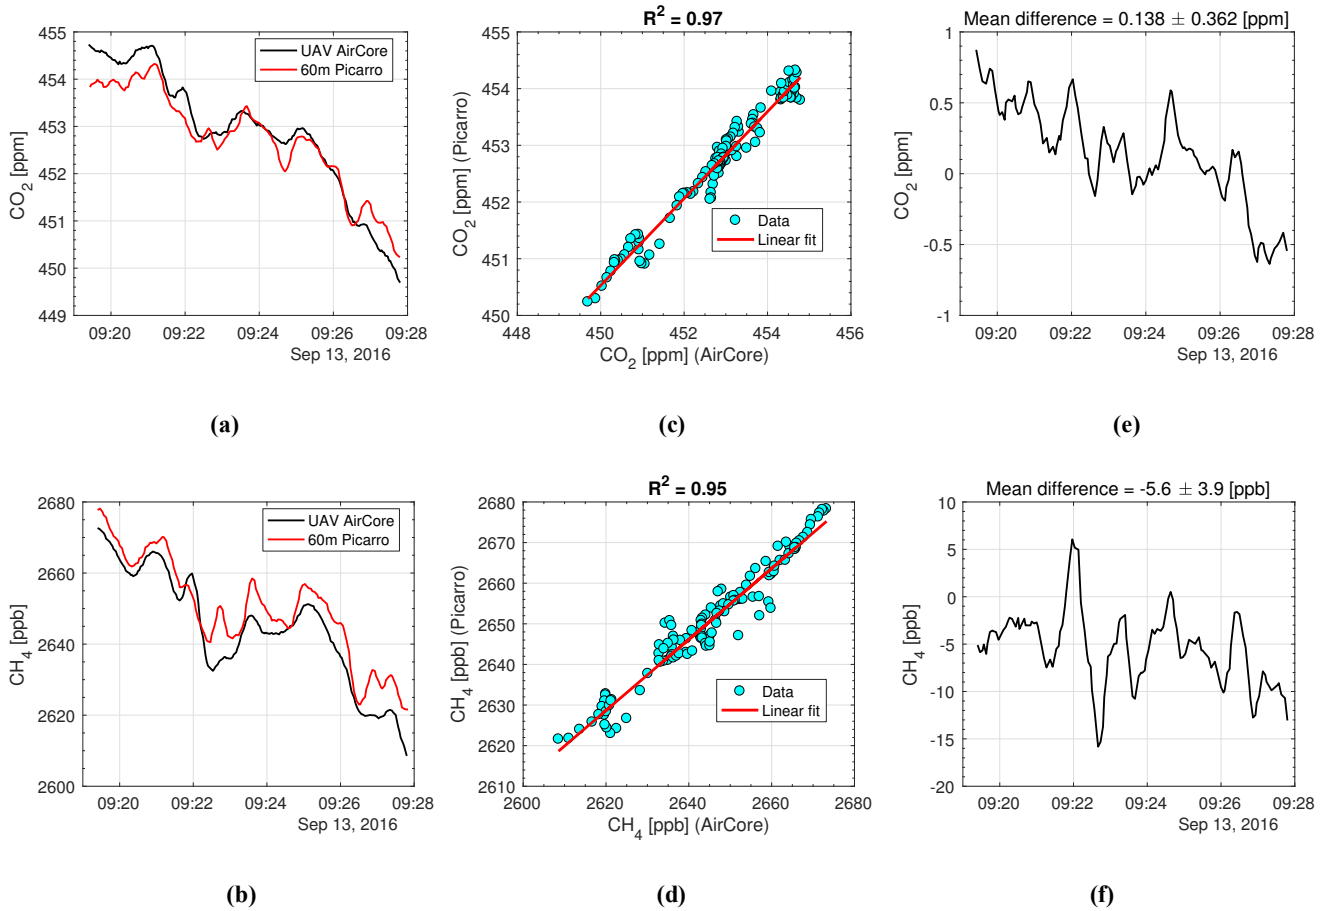 455
454
453
452
451
450
449
CO2 [ppm]
UAV AirCore
60m Picarro
09:20
09:22
09:24
09:26
09:28
Sep 13, 2016
(a)
R2 = 0.97
455
454
453
452
451
450
CO2 [ppm] (Picarro)
Data
Linear fit
448
450
452
454
456
CO2 [ppm] (AirCore)
(c)
Mean difference = 0.138 ± 0.362 [ppm]
1
0.5
0
-0.5
-1
CO2 [ppm]
09:20
09:22
09:24
09:26
09:28
Sep 13, 2016
(e)
2680
2660
2640
2620
2600
CH4 [ppb]
UAV AirCore
60m Picarro
09:20
09:22
09:24
09:26
09:28
Sep 13, 2016
(b)
R2 = 0.95
2680
2670
2660
2650
2640
2630
2620
2610
CH4 [ppb] (Picarro)
Data
Linear fit
2600
2620
2640
2660
2680
CH4 [ppb] (AirCore)
(d)
Mean difference = -5.6 ± 3.9 [ppb]
10
5
0
-5
-10
-15
-20
CH4 [ppb]
09:20
09:22
09:24
09:26
09:28
Sep 13, 2016
(f)